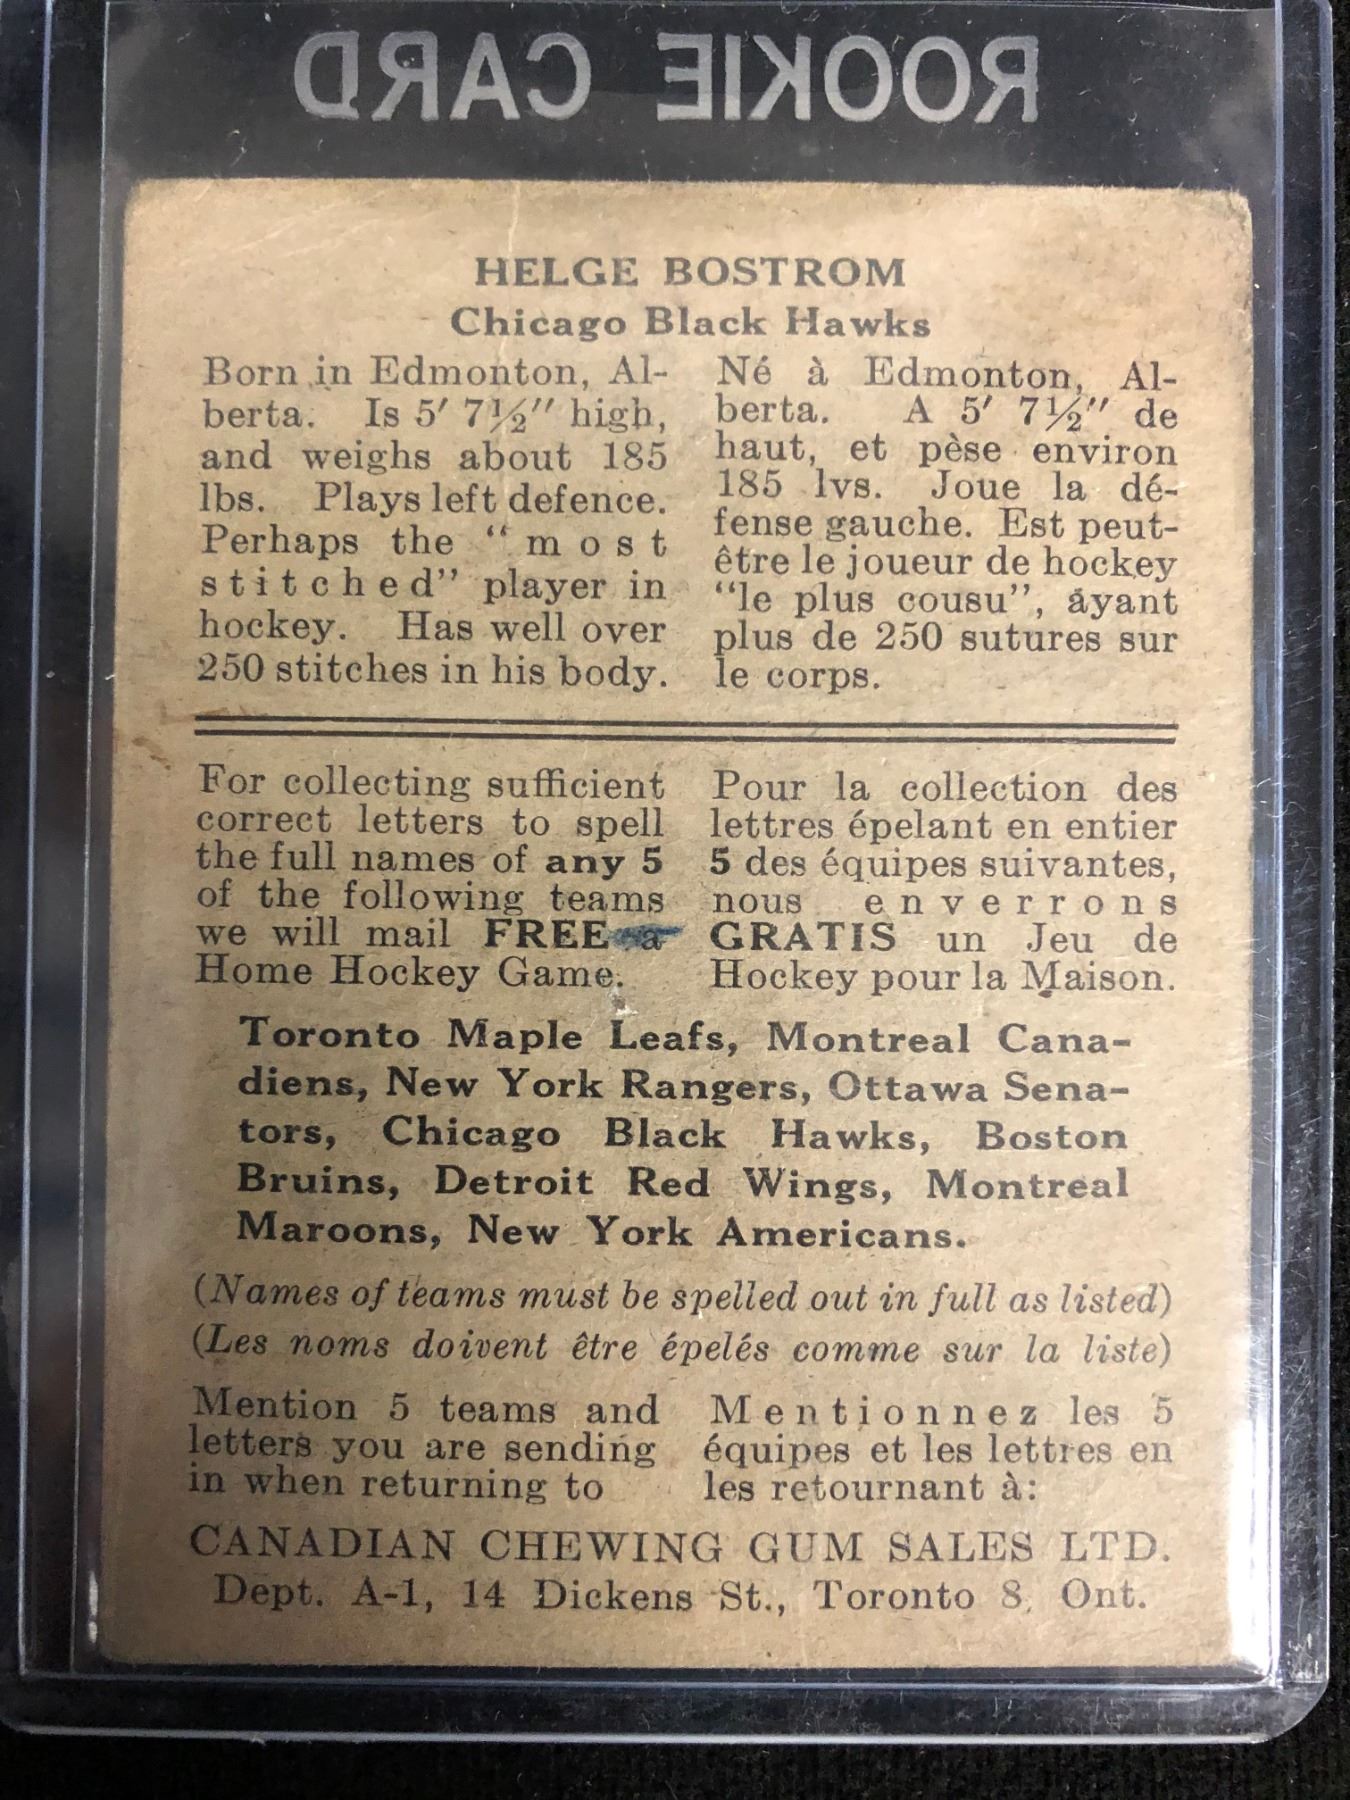 ROOKIE CARD
HELGE BOSTROM
Chicago Black Hawks
Born in Edmonton, Al-
berta. Is 5' 7½" high,
and weighs about 185
lbs. Plays left defence.
Perhaps the "most
stitched" player in
hockey. Has well over
250 stitches in his body.
Né à Edmonton, Al-
berta. A 5' 7½" de
haut, et pèse environ
185 lvs. Joue la dé-
fense gauche. Est peut-
être le joueur de hockey
"le plus cousu", ayant
plus de 250 sutures sur
le corps.
For collecting sufficient
correct letters to spell
the full names of any 5
of the following teams
we will mail FREE a
Home Hockey Game.
Pour la collection des
lettres épelant en entier
5 des équipes suivantes,
nous enverrons
GRATIS un Jeu de
Hockey pour la Maison.
Toronto Maple Leafs, Montreal Cana-
diens, New York Rangers, Ottawa Sena-
tors, Chicago Black Hawks, Boston
Bruins, Detroit Red Wings, Montreal
Maroons, New York Americans.
(Names of teams must be spelled out in full as listed)
(Les noms doivent être épelés comme sur la liste)
Mention 5 teams and
letters you are sending
in when returning to
Mentionnez les 5
équipes et les lettres en
les retournant à:
CANADIAN CHEWING GUM SALES LTD.
Dept. A-1, 14 Dickens St., Toronto 8, Ont.